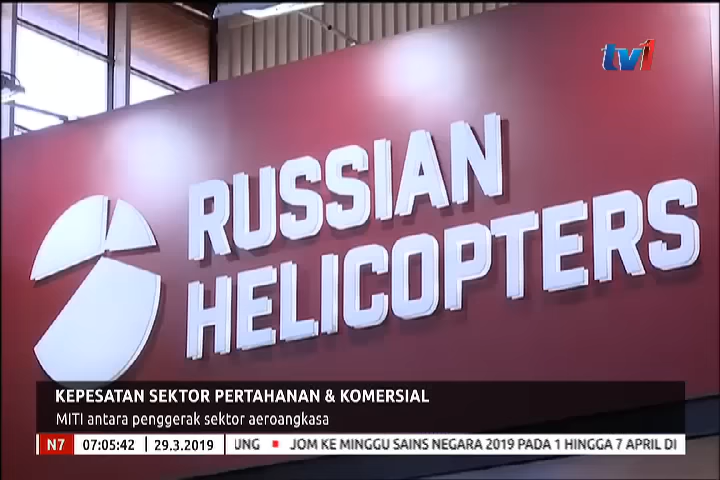 tv1
RUSSIAN
HELICOPTERS
KEPESATAN SEKTOR PERTAHANAN & KOMERSIAL
MITI antara penggerak sektor aeroangkasa
N7 07:05:42 29.3.2019 UNG ▪ JOM KE MINGGU SAINS NEGARA 2019 PADA 1 HINGGA 7 APRIL DI